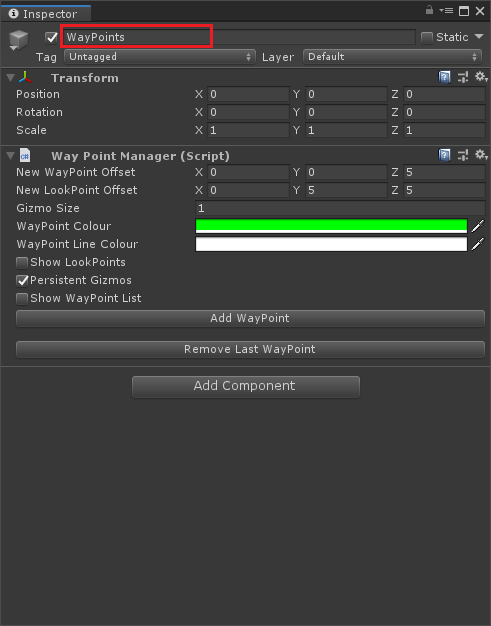 Inspector
WayPoints Static
Tag Untagged Layer Default
Transform
Position X 0 Y 0 Z 0
Rotation X 0 Y 0 Z 0
Scale X 1 Y 1 Z 1
Way Point Manager (Script)
New WayPoint Offset X 0 Y 0 Z 5
New LookPoint Offset X 0 Y 5 Z 5
Gizmo Size 1
WayPoint Colour
WayPoint Line Colour
Show LookPoints
Persistent Gizmos
Show WayPoint List
Add WayPoint
Remove Last WayPoint
Add Component